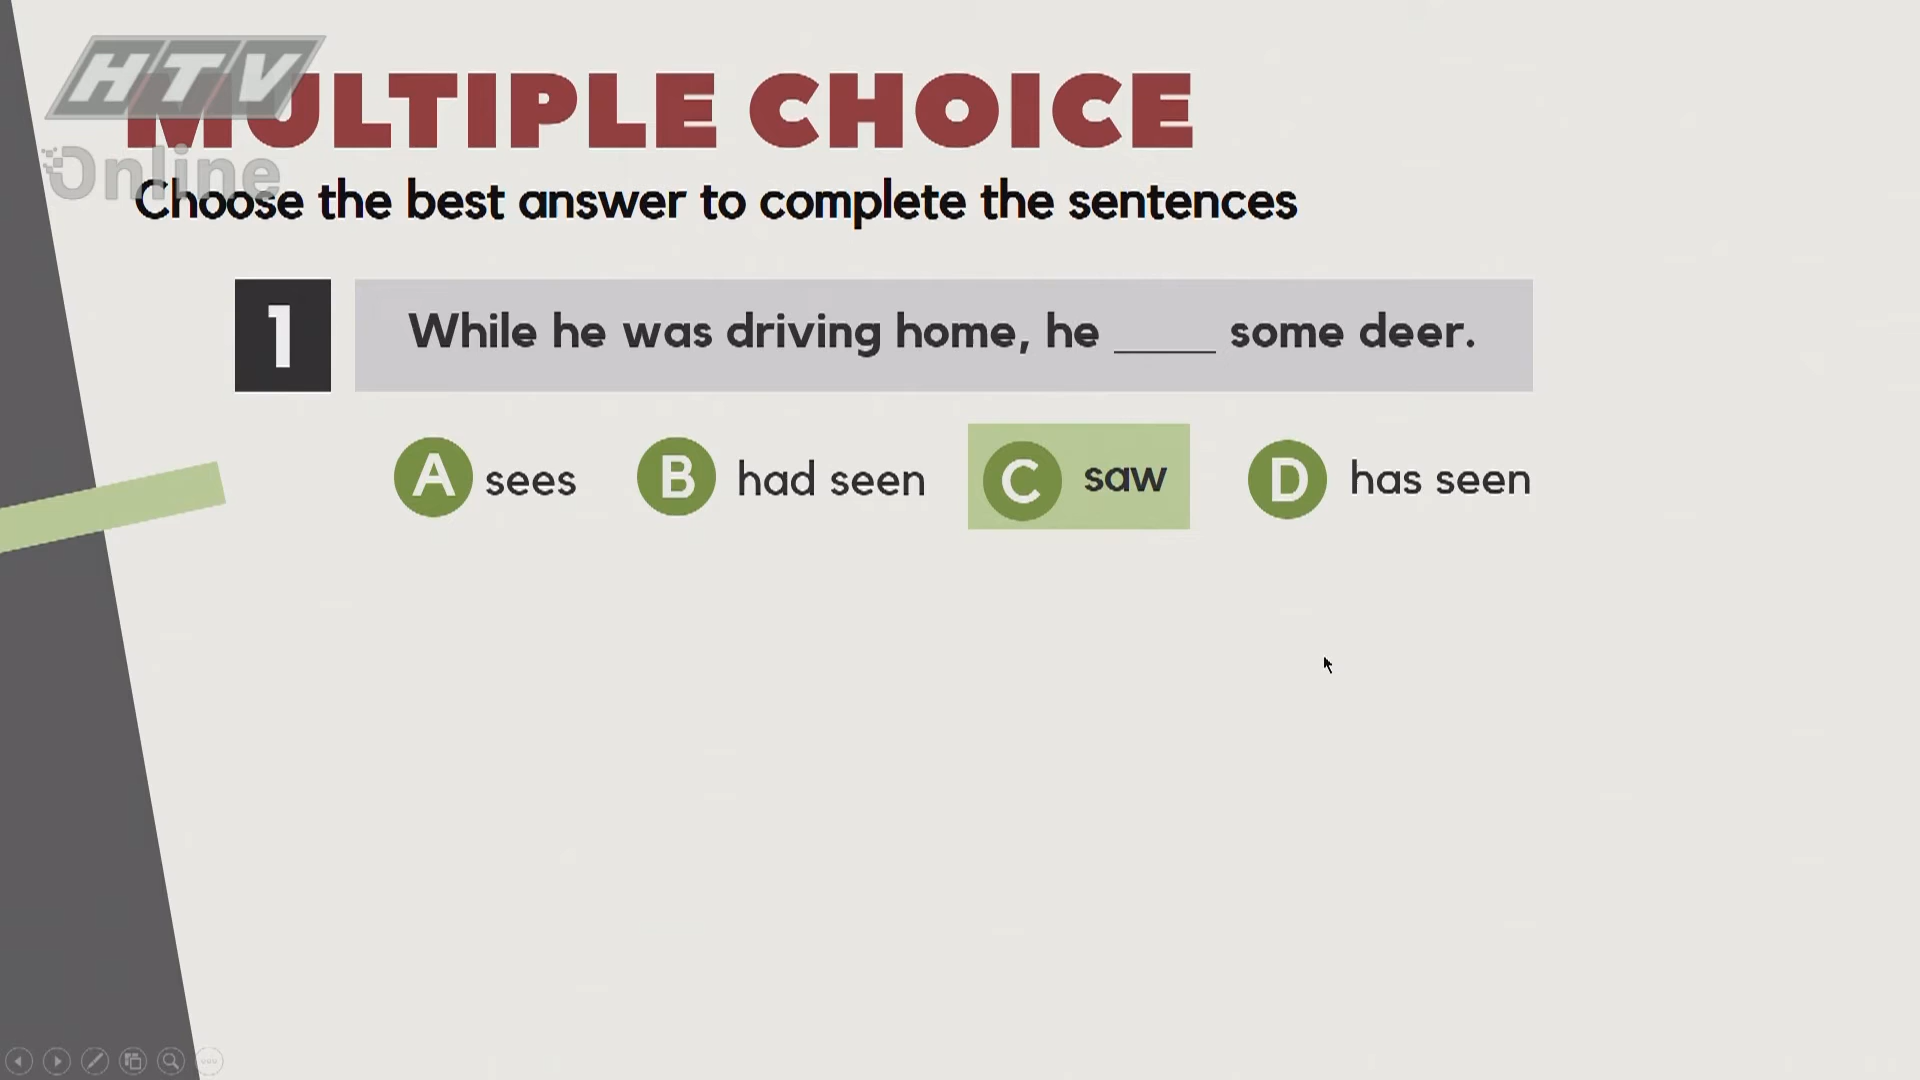 HTV
Online
MULTIPLE CHOICE
Choose the best answer to complete the sentences
1 While he was driving home, he _____ some deer.
A sees B had seen C saw D has seen